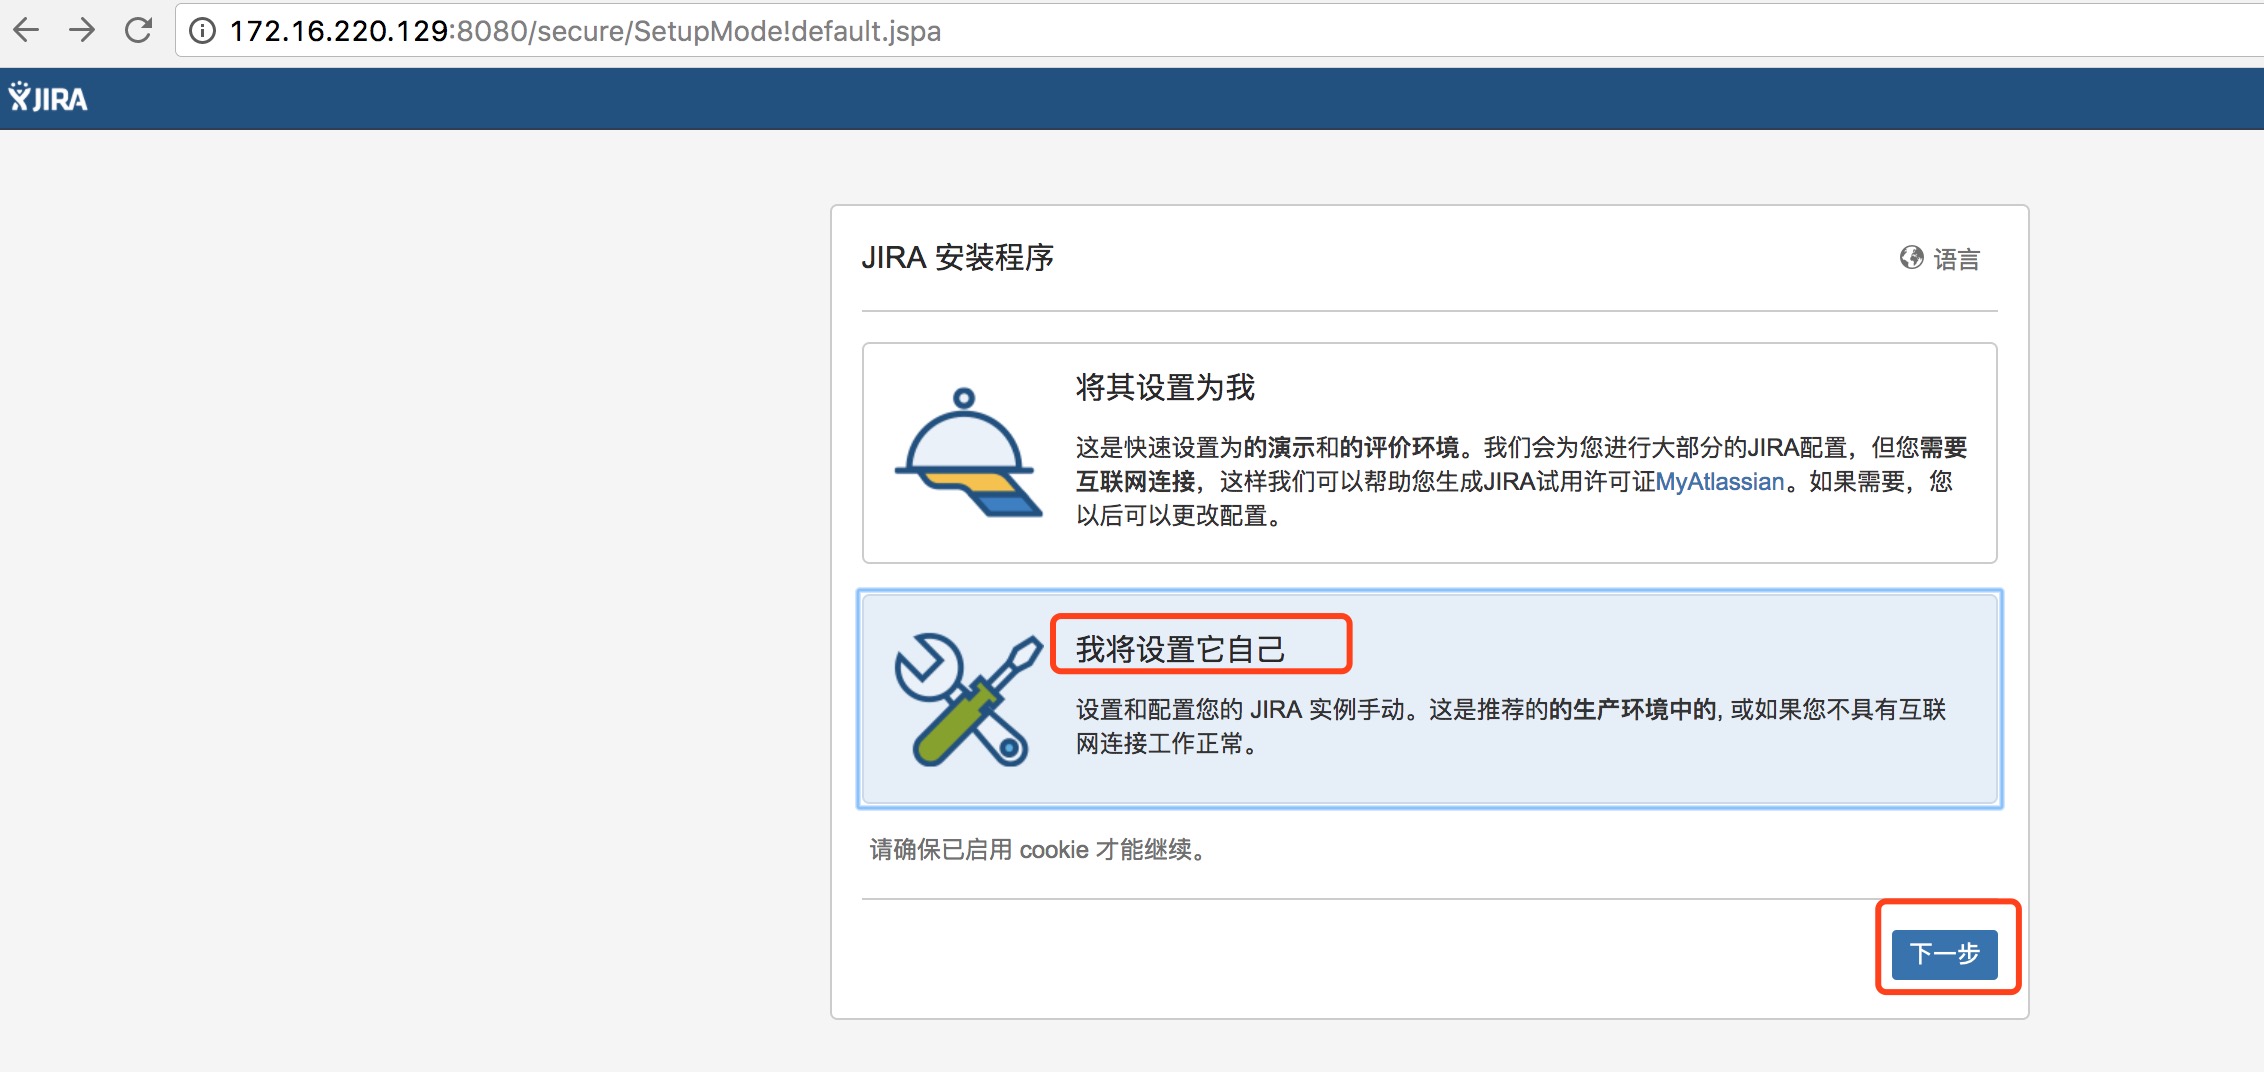 172.16.220.129:8080/secure/SetupMode!default.jspa
JIRA
JIRA 安装程序
语言
将其设置为我
这是快速设置为的演示和的评价环境。我们会为您进行大部分的JIRA配置，但您需要
互联网连接，这样我们可以帮助您生成JIRA试用许可证MyAtlassian。如果需要，您
以后可以更改配置。
我将设置它自己
设置和配置您的 JIRA 实例手动。这是推荐的的生产环境中的, 或如果您不具有互联
网连接工作正常。
请确保已启用 cookie 才能继续。
下一步